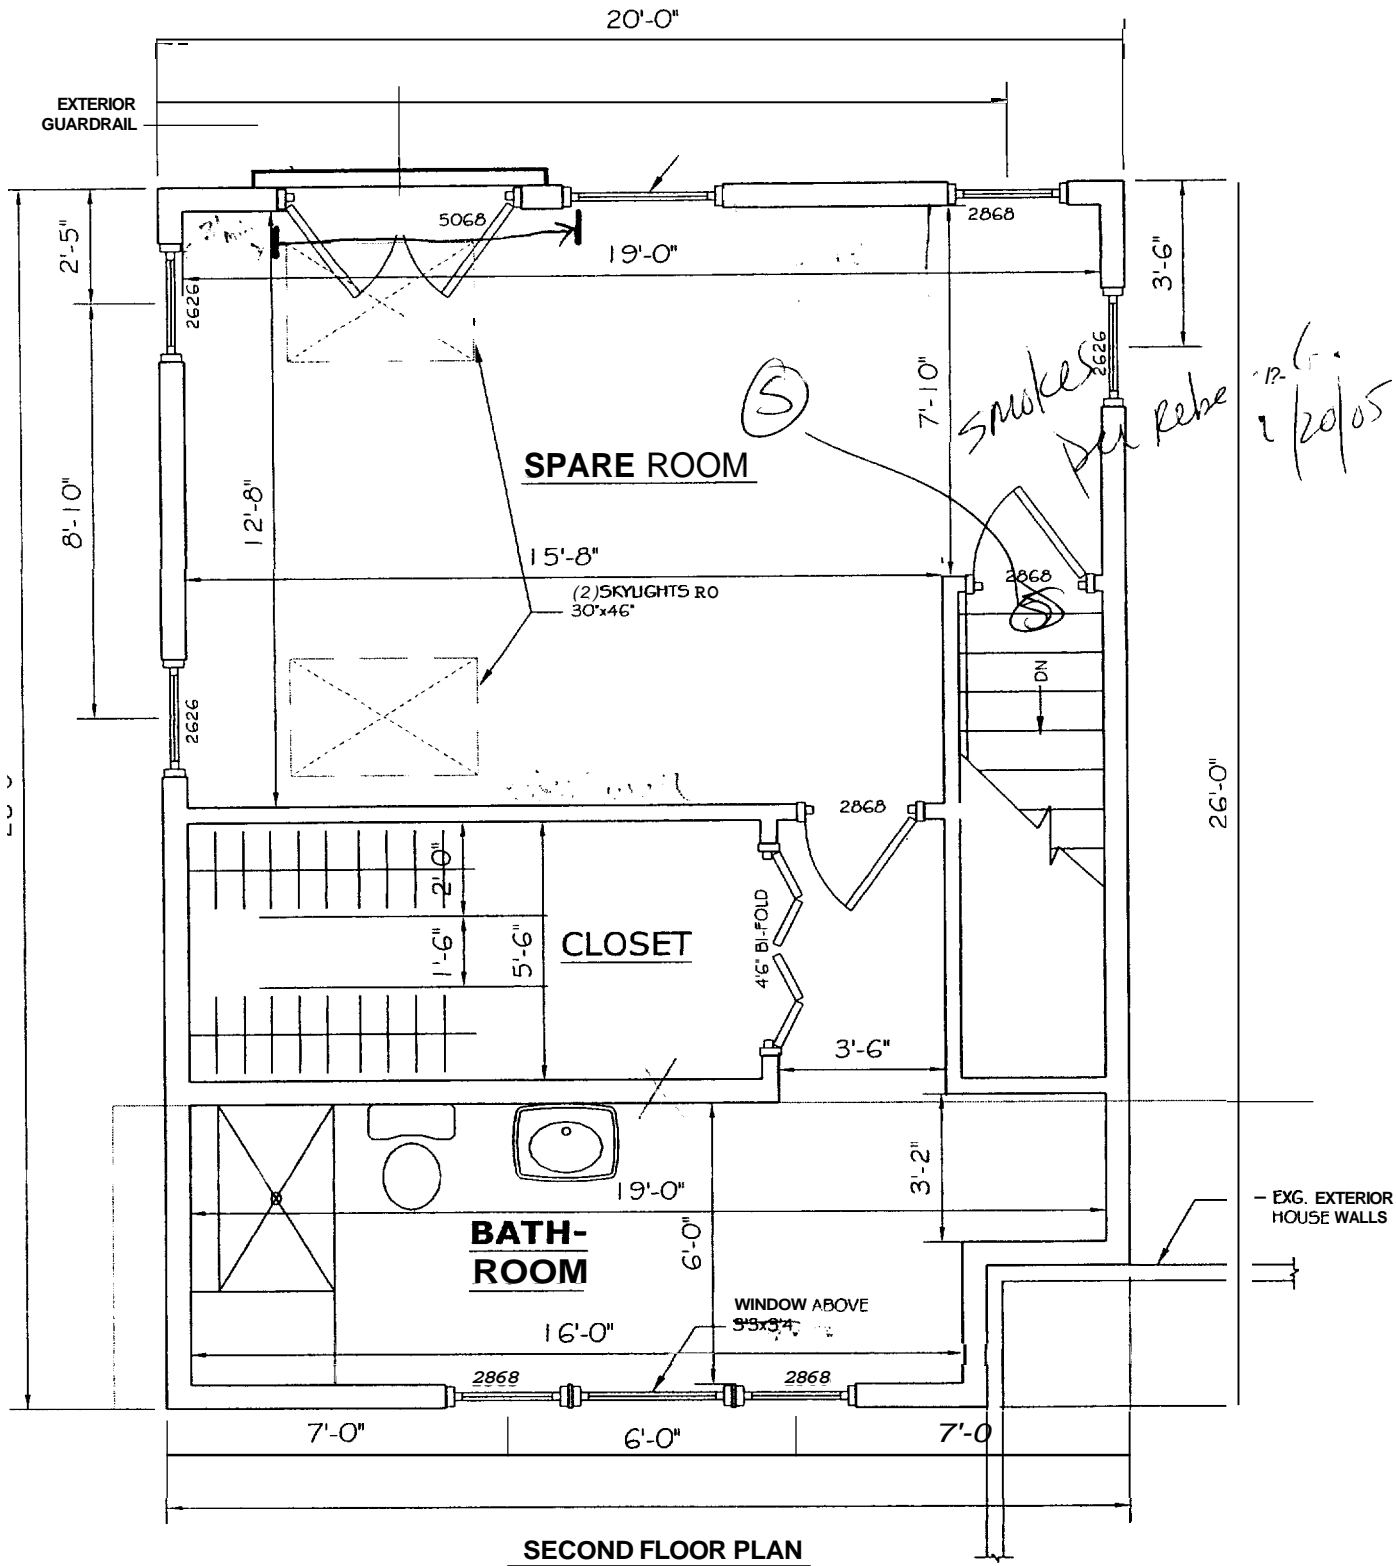 20'-0"
EXTERIOR
GUARDRAIL
5068
2868
2'-5"
19'-0"
3'-6"
2626
2626
S
7'-10"
smokes
per Rebe
20/05
SPARE ROOM
12'-8"
8'-10"
15'-8"
2868
(2) SKYLIGHTS RO
30"x46"
S
DN
2626
26'-0"
2868
2'-0"
1'-6"
5'-6"
CLOSET
4'6" BI-FOLD
3'-6"
3'-2"
19'-0"
EXG. EXTERIOR
HOUSE WALLS
BATH-
ROOM
6'-0"
WINDOW ABOVE
16'-0"
2868
2868
7'-0"
6'-0"
7'-0
SECOND FLOOR PLAN